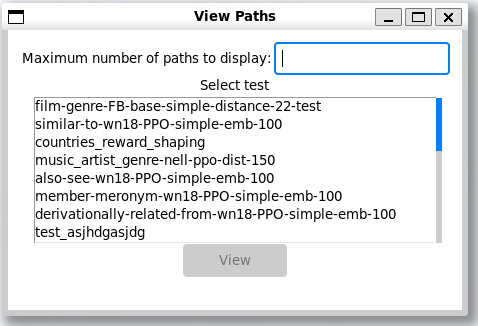 View Paths
Maximum number of paths to display:
Select test
film-genre-FB-base-simple-distance-22-test
similar-to-wn18-PPO-simple-emb-100
countries_reward_shaping
music_artist_genre-nell-ppo-dist-150
also-see-wn18-PPO-simple-emb-100
member-meronym-wn18-PPO-simple-emb-100
derivationally-related-from-wn18-PPO-simple-emb-100
test_asjhdgasjdg
View